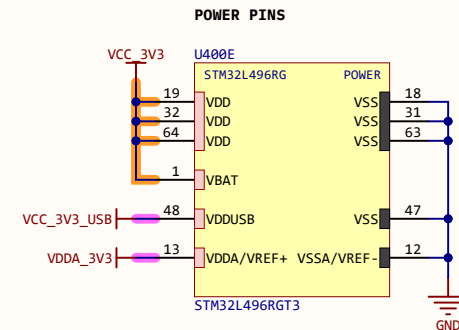 POWER PINS
VCC_3V3
U400E
STM32L496RG POWER
19 VDD VSS 18
32 VDD VSS 31
64 VDD VSS 63
1 VBAT
VCC_3V3_USB 48 VDDUSB VSS 47
VDDA_3V3 13 VDDA/VREF+ VSSA/VREF- 12
STM32L496RGT3
GND